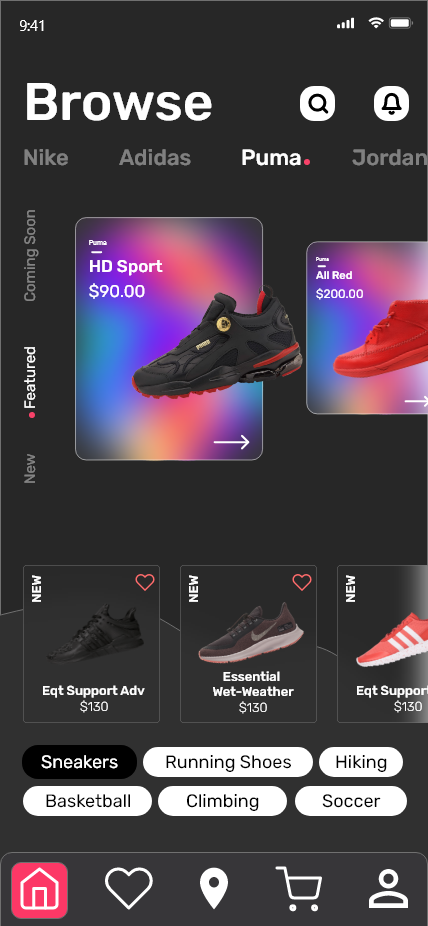 9:41
Browse
Nike
Adidas
Puma.
Jordan
Coming Soon
Featured
New
Puma
HD Sport
$90.00
PUMA
Puma
All Red
$200.00
NEW
Eqt Support Adv
$130
NEW
Essential
Wet-Weather
$130
NEW
Eqt Support
$130
Sneakers
Running Shoes
Hiking
Basketball
Climbing
Soccer